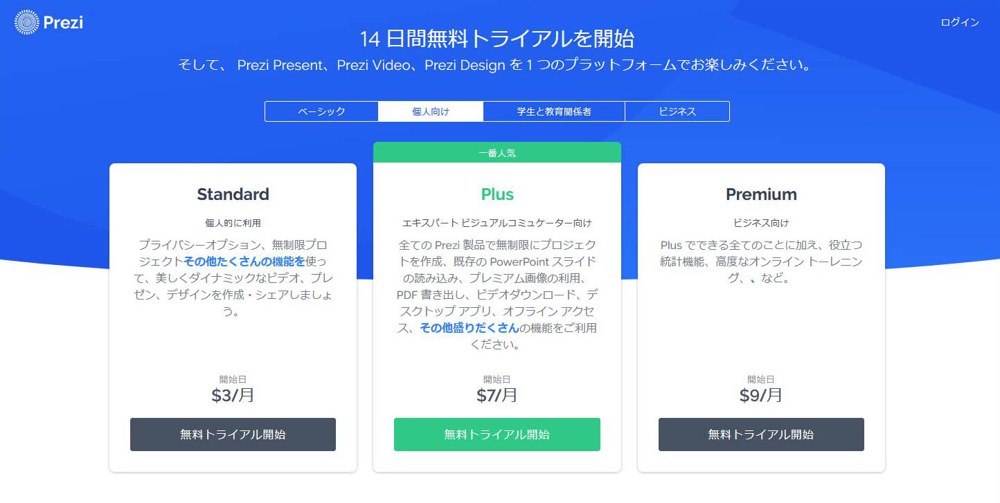 Prezi
ログイン
14 日間無料トライアルを開始
そして、 Prezi Present、Prezi Video、Prezi Design を 1 つのプラットフォームでお楽しみください。
ベーシック
個人向け
学生と教育関係者
ビジネス
Standard
個人的に利用
プライバシーオプション、無制限プロ
ジェクトその他たくさんの機能を使っ
て、美しくダイナミックなビデオ、プレ
ゼン、デザインを作成・シェアしましょ
う。
開始日
$3/月
無料トライアル開始
一番人気
Plus
エキスパート ビジュアルコミュケーター向け
全ての Prezi 製品で無制限にプロジェク
トを作成、既存の PowerPoint スライド
の読み込み、プレミアム画像の利用、
PDF 書き出し、ビデオダウンロード、デ
スクトップ アプリ、オフライン アクセ
ス、その他盛りだくさんの機能をご利用
ください。
開始日
$7/月
無料トライアル開始
Premium
ビジネス向け
Plus でできる全てのことに加え、役立つ
統計機能、高度なオンライン トーレニン
グ、、など。
開始日
$9/月
無料トライアル開始